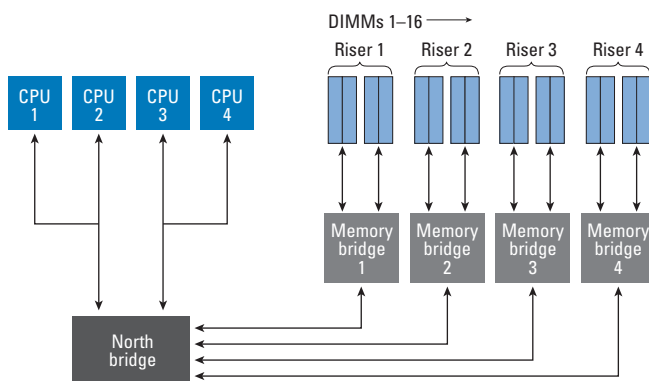 DIMMs 1–16
Riser 1 Riser 2 Riser 3 Riser 4
CPU
1
CPU
2
CPU
3
CPU
4
Memory
bridge
1
Memory
bridge
2
Memory
bridge
3
Memory
bridge
4
North
bridge